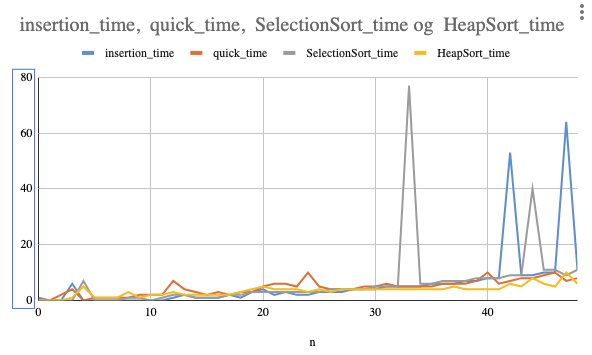 insertion_time, quick_time, SelectionSort_time og HeapSort_time
insertion_time quick_time SelectionSort_time HeapSort_time
80
60
40
20
0
0 10 20 30 40
n